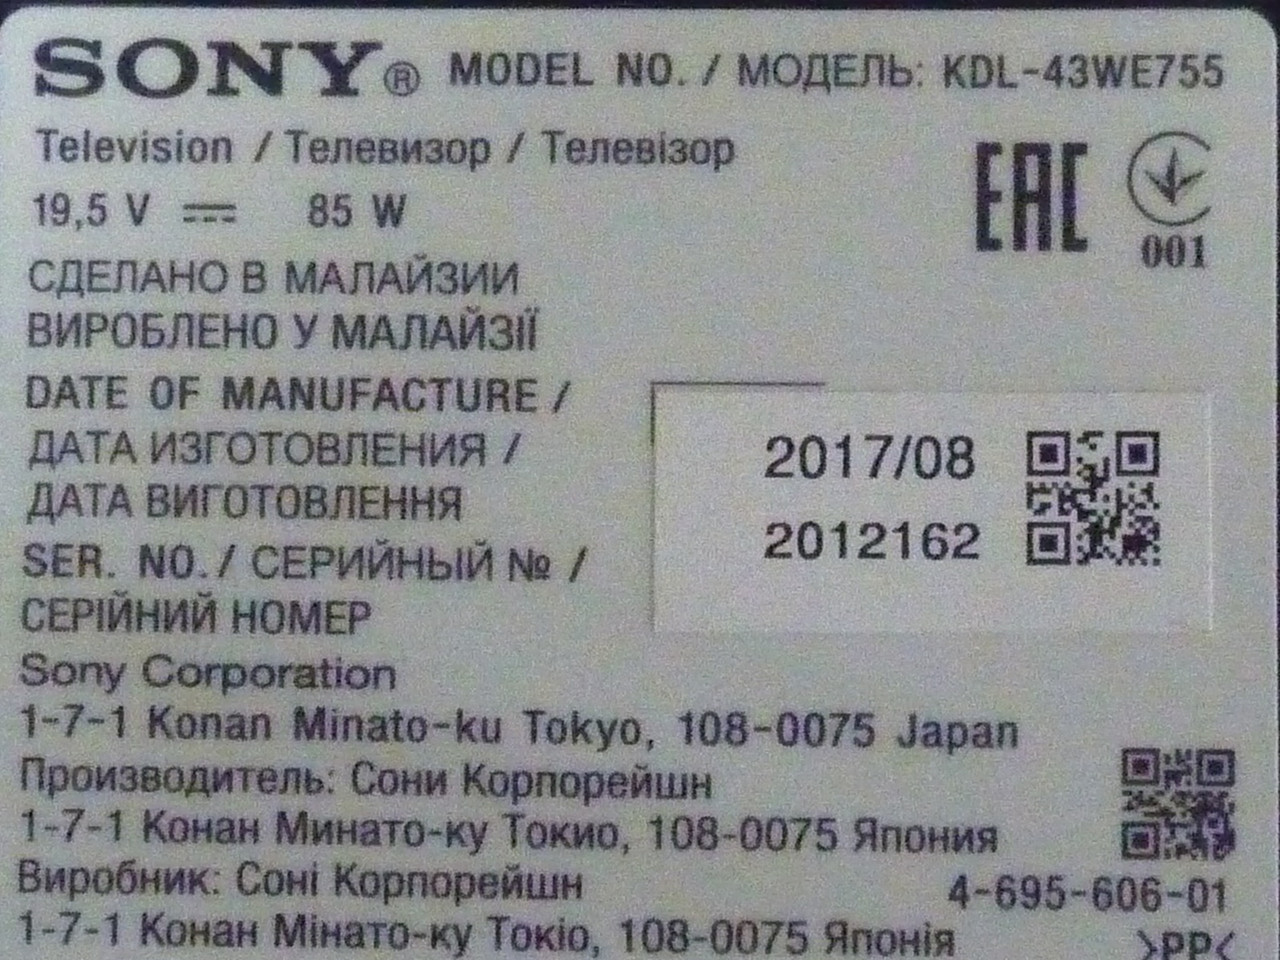 SONY® MODEL NO. / МОДЕЛЬ: KDL-43WE755
Television / Телевизор / Телевізор
19,5 V ⎓ 85 W
EAC
001
СДЕЛАНО В МАЛАЙЗИИ
ВИРОБЛЕНО У МАЛАЙЗІЇ
DATE OF MANUFACTURE /
ДАТА ИЗГОТОВЛЕНИЯ /
ДАТА ВИГОТОВЛЕННЯ
2017/08
SER. NO. / СЕРИЙНЫЙ № /
СЕРІЙНИЙ НОМЕР
2012162
Sony Corporation
1-7-1 Konan Minato-ku Tokyo, 108-0075 Japan
Производитель: Сони Корпорейшн
1-7-1 Конан Минато-ку Токио, 108-0075 Япония
Виробник: Соні Корпорейшн
1-7-1 Конан Мінато-ку Токіо, 108-0075 Японія
4-695-606-01
>PP<